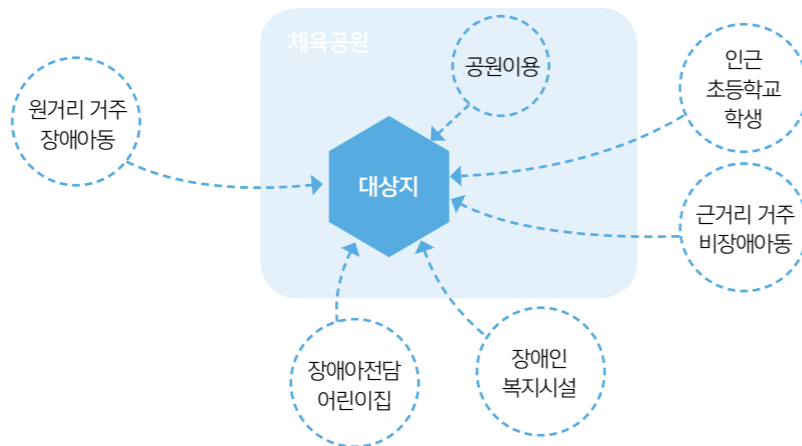 체육공원
공원이용
인근
초등학교
학생
원거리 거주
장애아동
대상지
근거리 거주
비장애아동
장애아전담
어린이집
장애인
복지시설